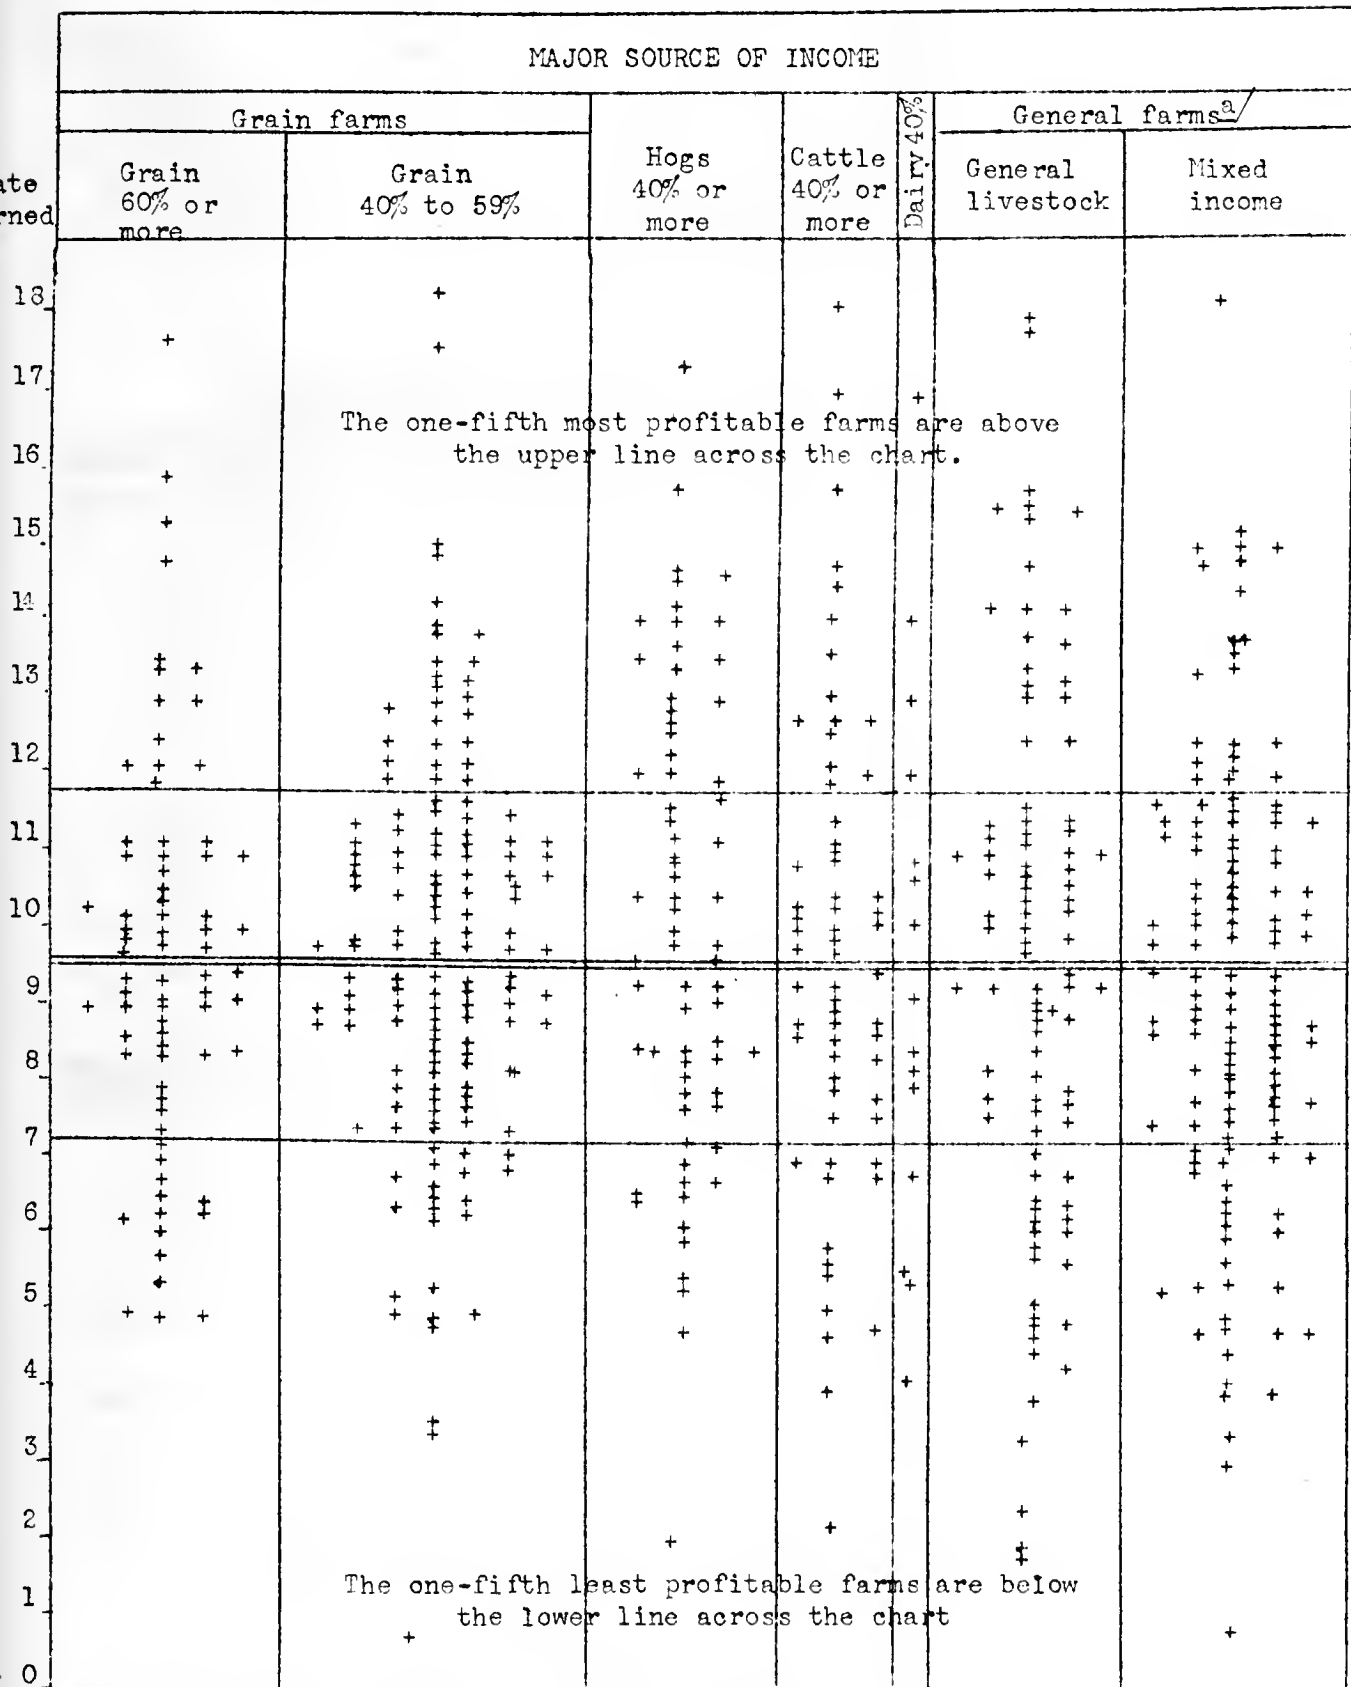 MAJOR SOURCE OF INCOME
Grain farms
General farms a/
Grain
60% or
more
Grain
40% to 59%
Hogs
40% or
more
Cattle
40% or
more
Dairy 40%
General
livestock
Mixed
income
ate
rned
18
17
The one-fifth most profitable farms are above
the upper line across the chart.
16
15
14
13
12
11
10
9
8
7
6
5
4
3
2
The one-fifth least profitable farms are below
the lower line across the chart
1
0